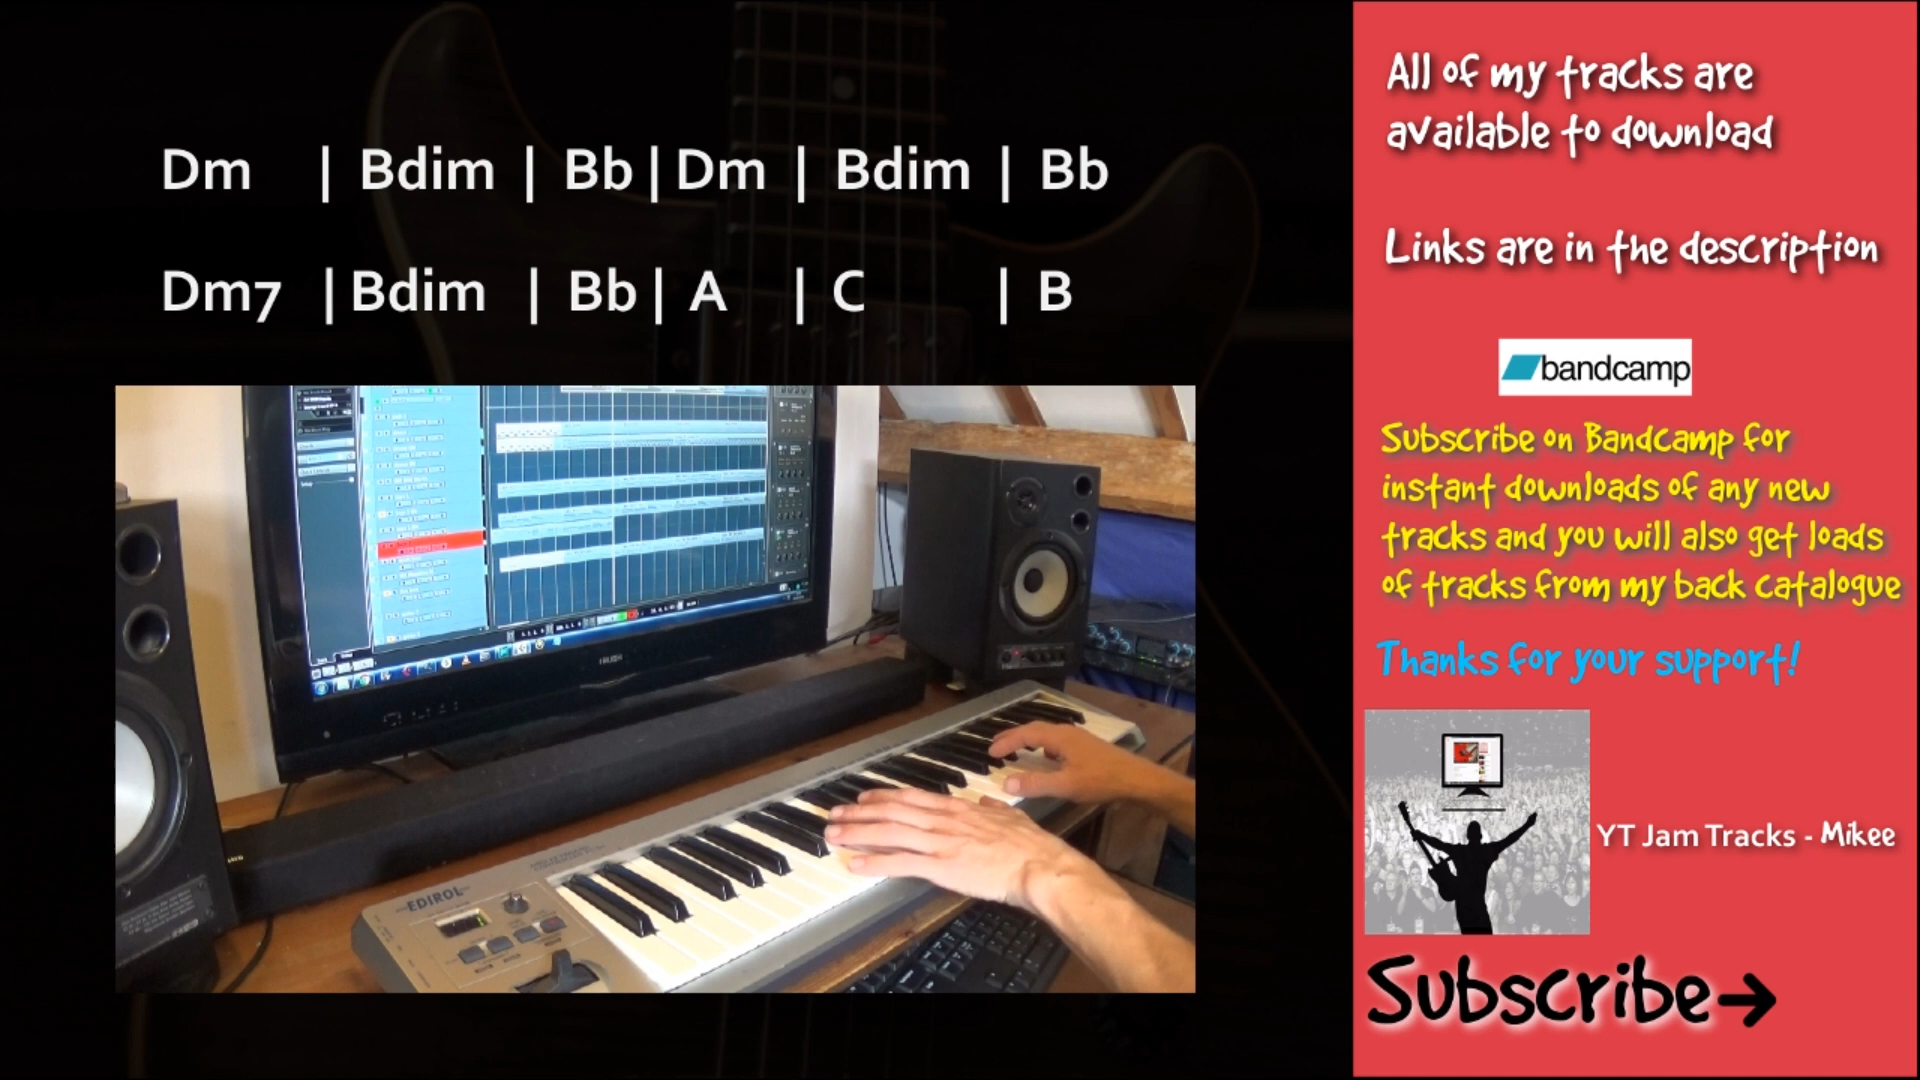 Dm | Bdim | Bb | Dm | Bdim | Bb
Dm7 | Bdim | Bb | A | C | B
All of my tracks are
available to download
Links are in the description
bandcamp
Subscribe on Bandcamp for
instant downloads of any new
tracks and you will also get loads
of tracks from my back catalogue
Thanks for your support!
YT Jam Tracks - Mikee
Subscribe→
EDIROL